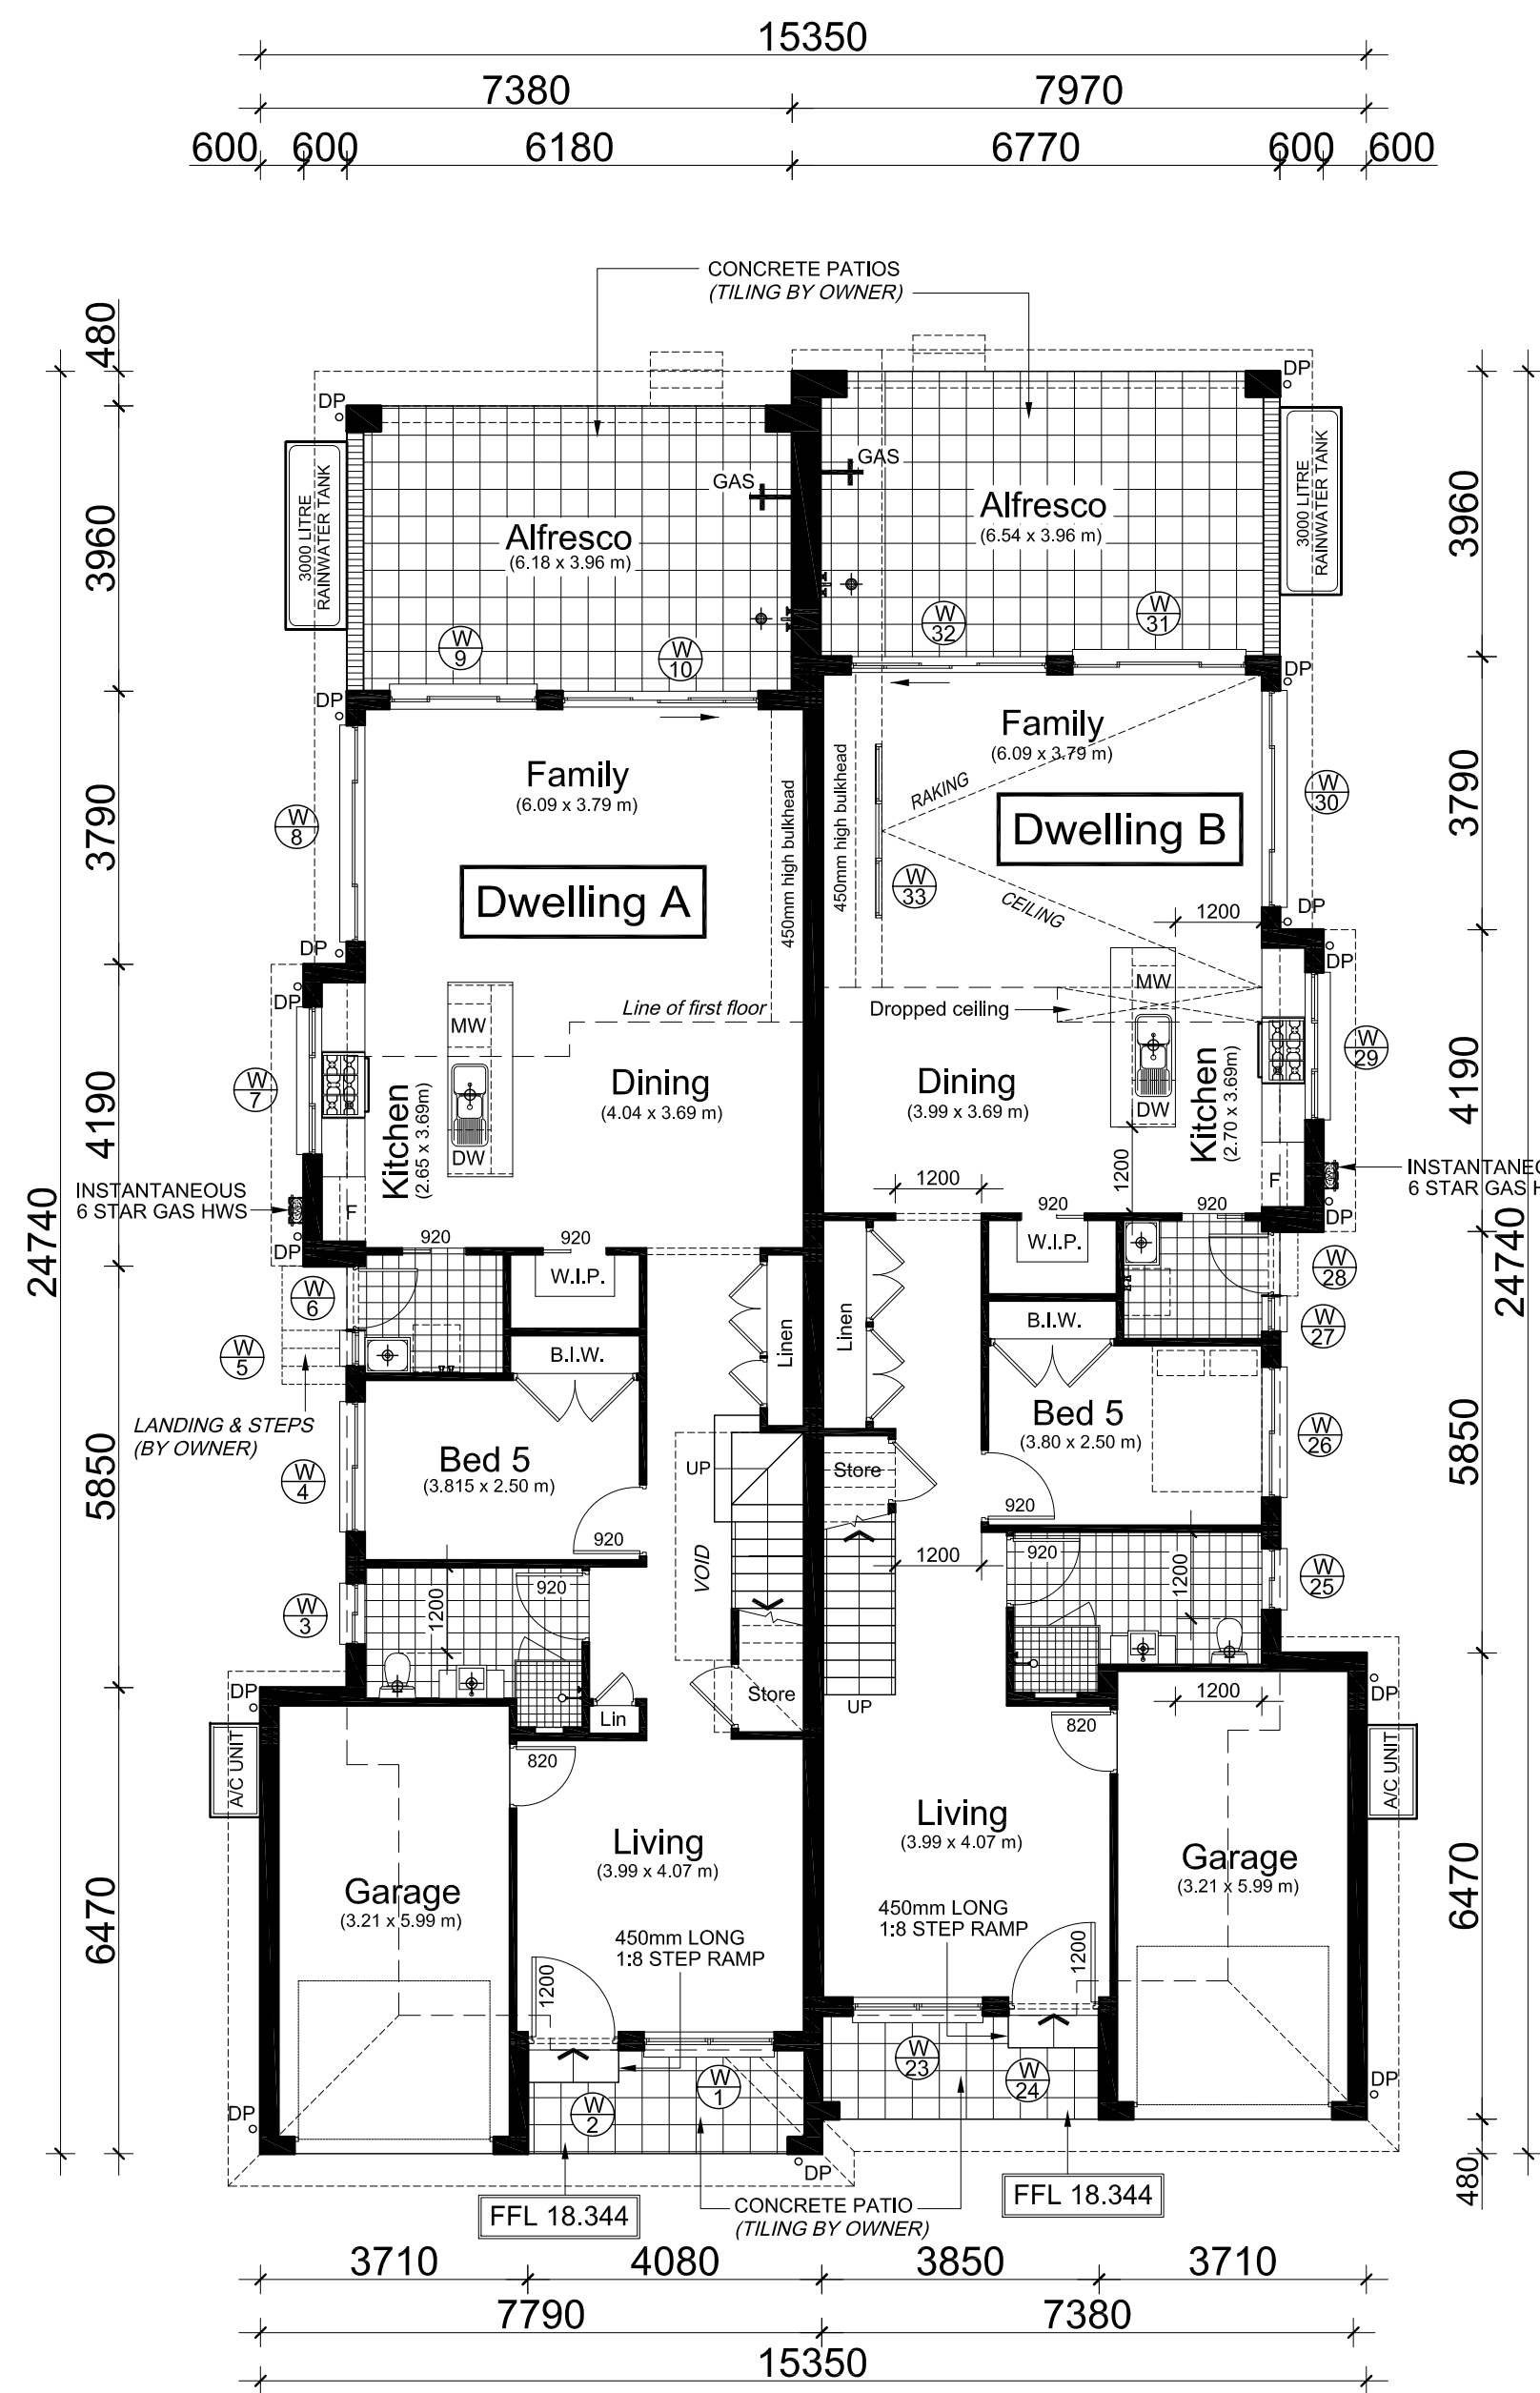 15350
7380 7970
600 600 6180 6770 600 600
CONCRETE PATIOS
(TILING BY OWNER)
480
DP
DP
GAS
GAS
3000 LITRE
RAINWATER TANK
3000 LITRE
RAINWATER TANK
Alfresco
(6.18 x 3.96 m)
Alfresco
(6.54 x 3.96 m)
3960
3960
W
9
W
10
W
32
W
31
DP
DP
Family
(6.09 x 3.79 m)
Family
(6.09 x 3.79 m)
450mm high bulkhead
450mm high bulkhead
RAKING
CEILING
3790
3790
W
8
W
30
W
33
Dwelling A
Dwelling B
1200
DP
DP
DP
DP
Line of first floor
Dropped ceiling
MW
MW
W
7
W
29
4190
4190
Kitchen
(2.65 x 3.69m)
Dining
(4.04 x 3.69 m)
Dining
(3.99 x 3.69 m)
Kitchen
(2.70 x 3.69m)
DW
DW
1200
1200
INSTANTANEOUS
6 STAR GAS HWS
F
F
DP
DP
24740
24740
920
920
920
920
W.I.P.
W.I.P.
W
6
W
5
W
28
W
27
B.I.W.
B.I.W.
Linen
Linen
LANDING & STEPS
(BY OWNER)
Bed 5
(3.815 x 2.50 m)
Bed 5
(3.80 x 2.50 m)
W
4
W
26
5850
5850
UP
Store
920
920
VOID
1200
920
920
1200
1200
W
3
W
25
Store
Lin
UP
DP
DP
1200
A/C UNIT
A/C UNIT
820
820
Living
(3.99 x 4.07 m)
Living
(3.99 x 4.07 m)
Garage
(3.21 x 5.99 m)
Garage
(3.21 x 5.99 m)
6470
6470
450mm LONG
1:8 STEP RAMP
450mm LONG
1:8 STEP RAMP
1200
1200
W
1
W
2
W
23
W
24
DP
DP
DP
480
FFL 18.344
FFL 18.344
CONCRETE PATIO
(TILING BY OWNER)
3710 4080 3850 3710
7790 7380
15350